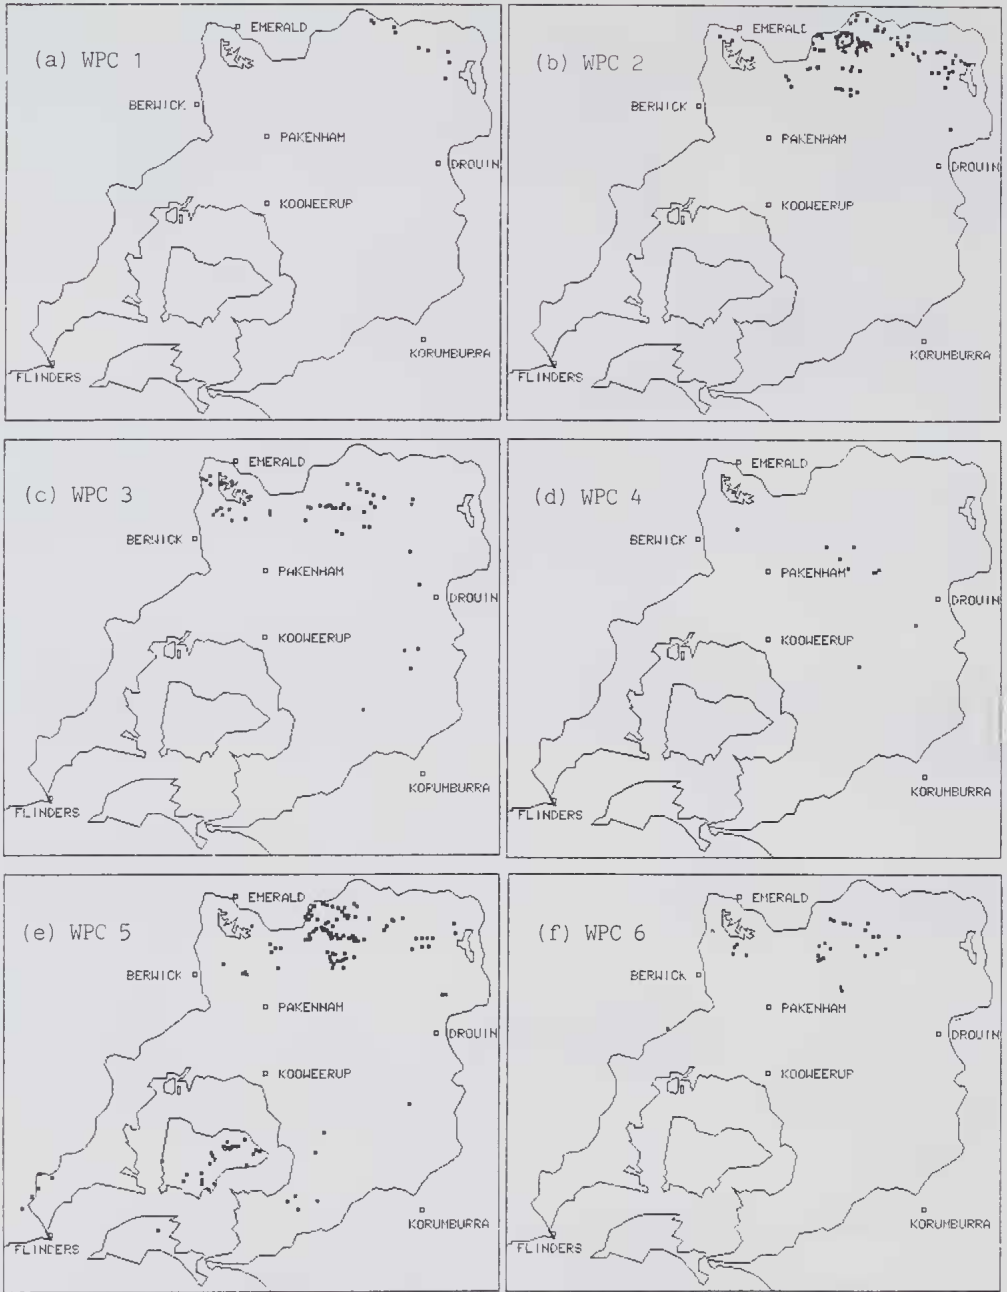 (a) WPC 1
EMERALD
BERWICK
PAKENHAM
DROUIN
KOOWEERUP
KORUMBURRA
FLINDERS
(b) WPC 2
EMERALD
BERWICK
PAKENHAM
DROUIN
KOOWEERUP
KORUMBURRA
FLINDERS
(c) WPC 3
EMERALD
BERWICK
PAKENHAM
DROUIN
KOOWEERUP
KORUMBURRA
FLINDERS
(d) WPC 4
EMERALD
BERWICK
PAKENHAM
DROUIN
KOOWEERUP
KORUMBURRA
FLINDERS
(e) WPC 5
EMERALD
BERWICK
PAKENHAM
DROUIN
KOOWEERUP
KORUMBURRA
FLINDERS
(f) WPC 6
EMERALD
BERWICK
PAKENHAM
DROUIN
KOOWEERUP
KORUMBURRA
FLINDERS